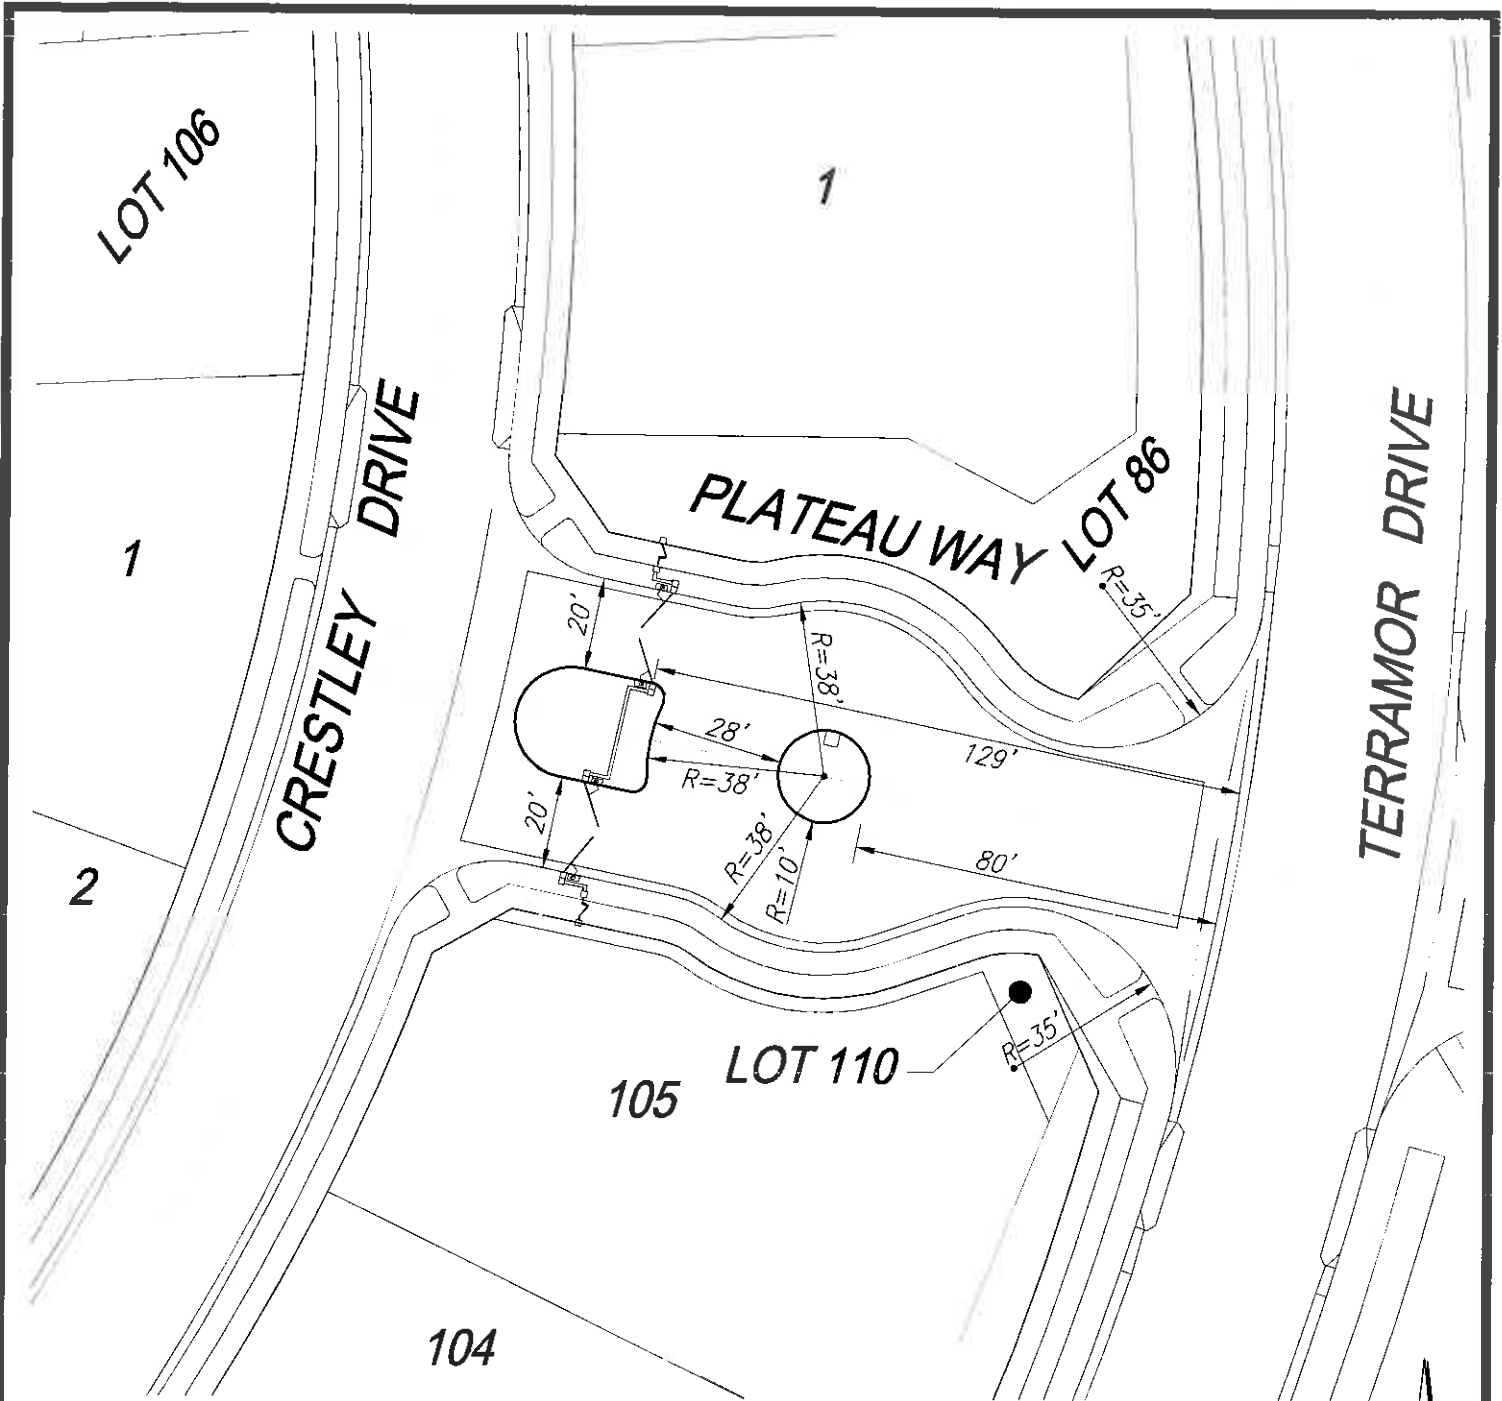 LOT 106
1
CRESTLEY DRIVE
PLATEAU WAY
LOT 86
TERRAMOR DRIVE
1
R=35'
20'
R=38'
28'
129'
R=38'
20'
R=38'
R=10'
80'
2
R=35'
LOT 110
105
104